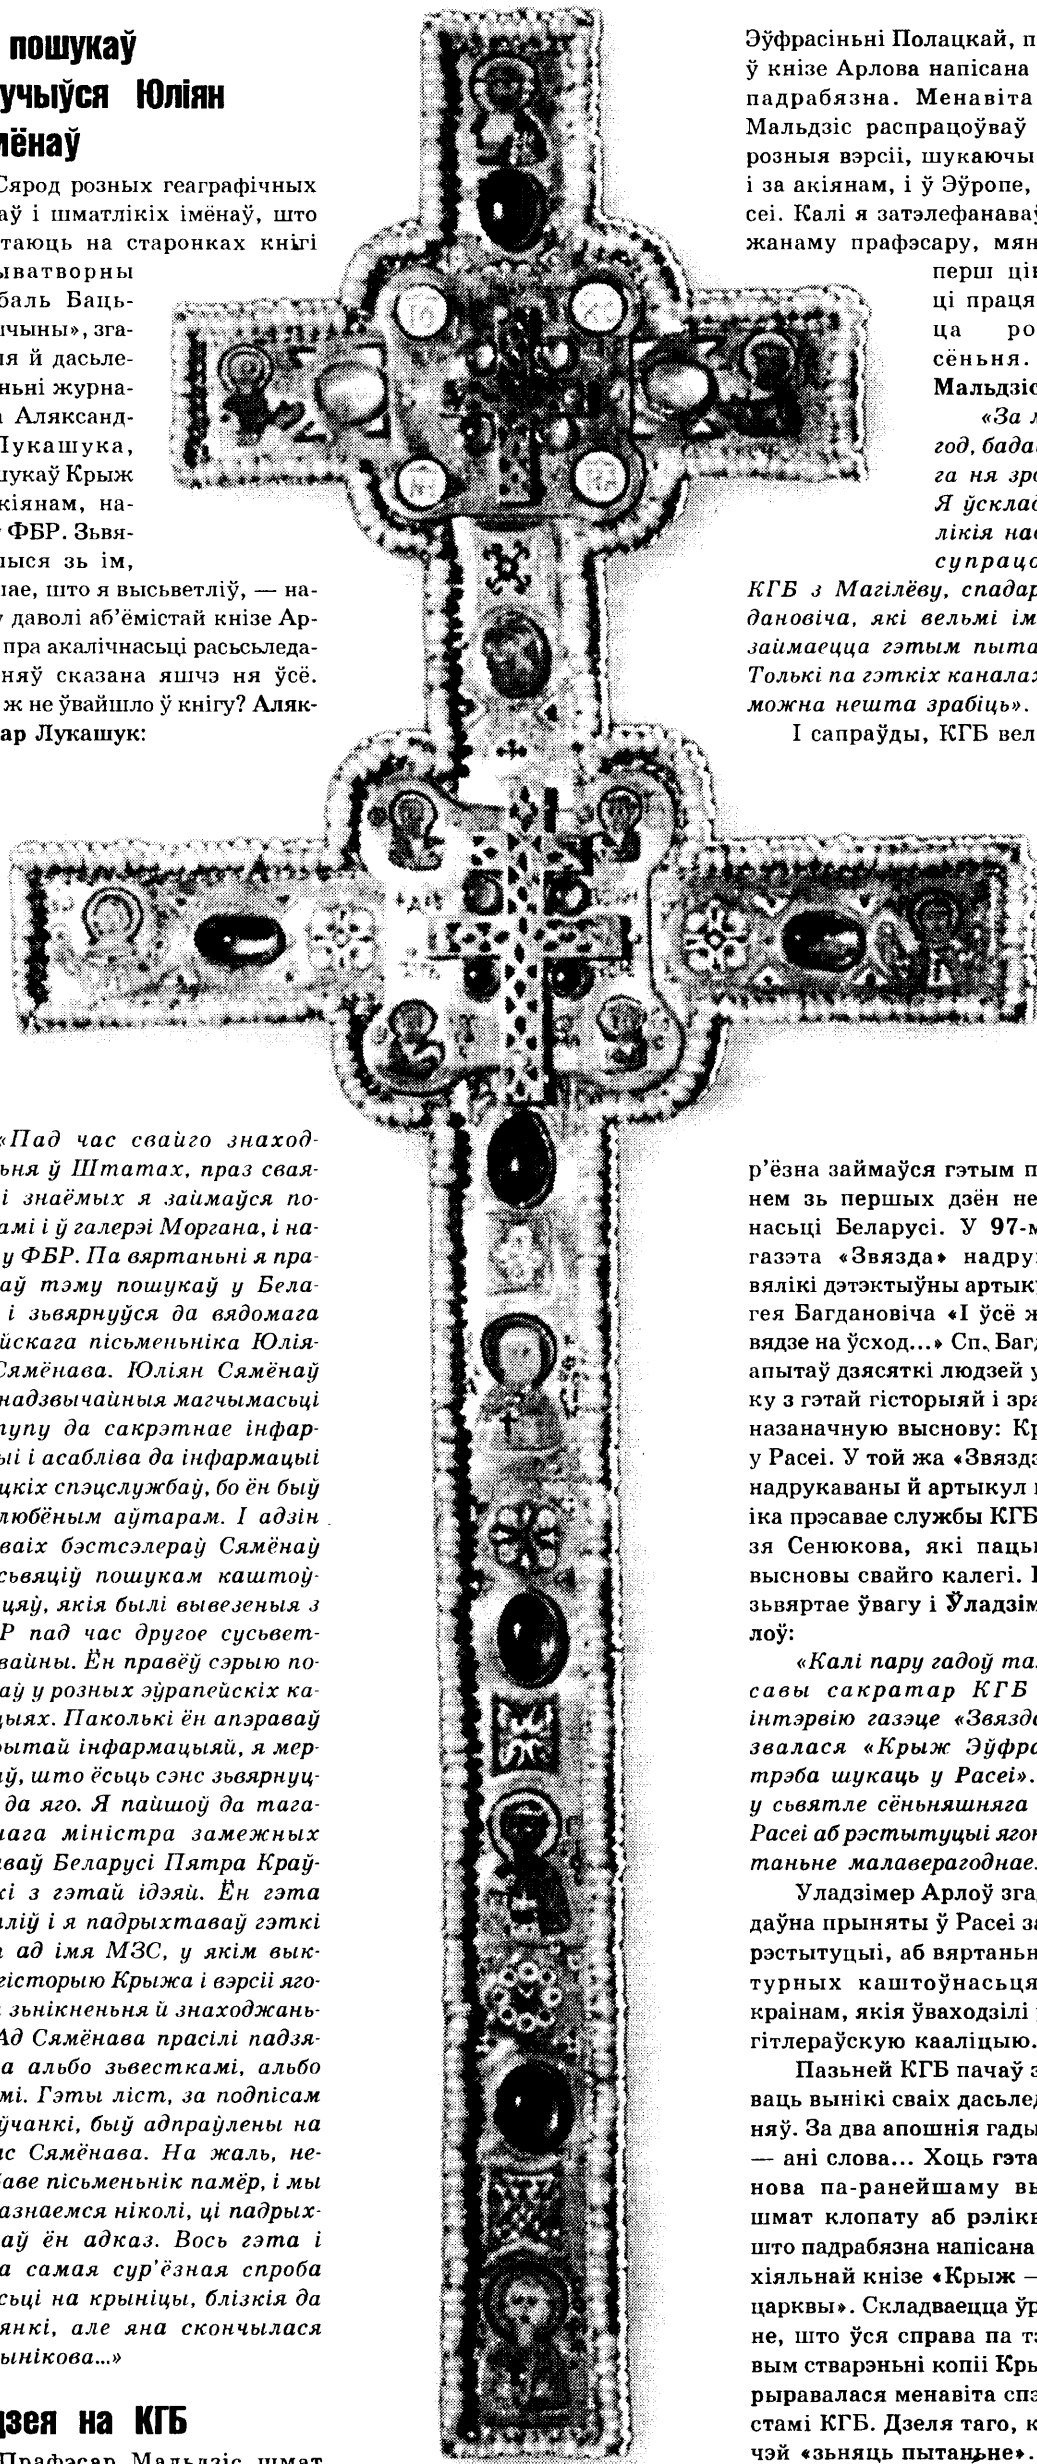 пошукаў
учыўся Юліян
мёнаў
Сярод розных геаграфічных
аў і шматлікіх імёнаў, што
таюць на старонках кнігі
ыватворны
баль Баць-
чыны», зга-
ня й дасьле-
ньні журна-
Аляксанд-
Лукашука,
шукаў Крыж
кіянам, на-
ФБР. Зьвя-
шыся зь ім,
нае, што я высьветліў, — на-
у даволі аб’ёмістай кнізе Ар-
пра акалічнасьці расьсьледа-
няў сказана яшчэ ня ўсё.
ж не ўвайшло ў кнігу? Аляк-
ар Лукашук:
«Пад час свайго знаход-
ьня ў Штатах, праз свая-
і знаёмых я займаўся по-
амі і ў галерэі Моргана, і на-
у ФБР. Па вяртаньні я пра-
аў тэму пошукаў у Бела-
і зьвярнуўся да вядомага
ейскага пісьменьніка Юлія-
Сямёнава. Юліян Сямёнаў
надзвычайныя магчымасьці
тупу да сакрэтнае інфар-
ыі і асабліва да інфармацыі
цкіх спэцслужбаў, бо ён быў
любёным аўтарам. І адзін
ваіх бэстсэлераў Сямёнаў
сьвяціў пошукам каштоў-
цяў, якія былі вывезеныя з
Р пад час другое сусьвет-
вайны. Ён правёў сэрыю по-
аў у розных эўрапейскіх ка-
цыях. Паколькі ён апэраваў
рытай інфармацыяй, я мер-
аў, што ёсьць сэнс зьвярнуц-
да яго. Я пайшоў да тага-
нага міністра замежных
аваў Беларусі Пятра Краў-
кі з гэтай ідэяй. Ён гэта
ліў і я падрыхтаваў гэткі
ад імя МЗС, у якім вык-
гісторыю Крыжа і вэрсіі яго-
зьнікненьня й знаходжань-
Ад Сямёнава прасілі падзя-
а альбо зьвесткамі, альбо
мі. Гэты ліст, за подпісам
ўчанкі, быў адпраўлены на
ас Сямёнава. На жаль, не-
баве пісьменьнік памёр, і мы
азнаемся ніколі, ці падрых-
аў ён адказ. Вось гэта і
а самая сур’ёзная спроба
сьці на крыніцы, блізкія да
янкі, але яна скончылася
ынікова...»
дзея на КГБ
Прафэсар Мальдзіс шмат
Эўфрасіньні Полацкай, п
ў кнізе Арлова напісана
падрабязна. Менавіта
Мальдзіс распрацоўваў
розныя вэрсіі, шукаючы
і за акіянам, і ў Эўропе,
сеі. Калі я затэлефанаваў
жанаму прафэсару, мян
перш цік
ці праця
ца ро
сёньня.
Мальдзіс
«За м
год, бадай
га ня зро
Я ўсклад
лікія над
супрацо
КГБ з Магілёву, спадар
дановіча, які вельмі ім
займаецца гэтым пыта
Толькі па гэткіх каналах
можна нешта зрабіць».
І сапраўды, КГБ вел
р’ёзна займаўся гэтым п
нем зь першых дзён не
насьці Беларусі. У 97-м
газэта «Звязда» надру
вялікі дэтэктыўны артыку
гея Багдановіча «І ўсё ж
вядзе на ўсход...» Сп. Багд
апытаў дзясяткі людзей у
ку з гэтай гісторыяй і зра
назначную выснову: Кр
у Расеі. У той жа «Звяздз
надрукаваны й артыкул н
іка прэсавае службы КГБ
зя Сенюкова, які пацьв
высновы свайго калегі.
зьвяртае ўвагу і Ўладзім
лоў:
«Калі пару гадоў та
савы сакратар КГБ
інтэрвію газэце «Звязда
звалася «Крыж Эўфра
трэба шукаць у Расеі».
у сьвятле сёньняшняга
Расеі аб рэстытуцыі ягон
таньне малаверагоднае.
Уладзімер Арлоў зга
даўна прыняты ў Расеі за
рэстытуцыі, аб вяртаньн
турных каштоўнасьця
краінам, якія ўваходзілі
гітлераўскую кааліцыю.
Пазьней КГБ пачаў з
ваць вынікі сваіх дасьлед
няў. За два апошнія гады
— ані слова... Хоць гэта
нова па-ранейшаму вы
шмат клопату аб рэлікв
што падрабязна напісана
хіяльнай кнізе «Крыж —
царквы». Складваецца ўр
не, што ўся справа па т
вым стварэньні копіі Кры
рыравалася менавіта спэ
стамі КГБ. Дзеля таго, к
чэй «зьняць пытаньне».